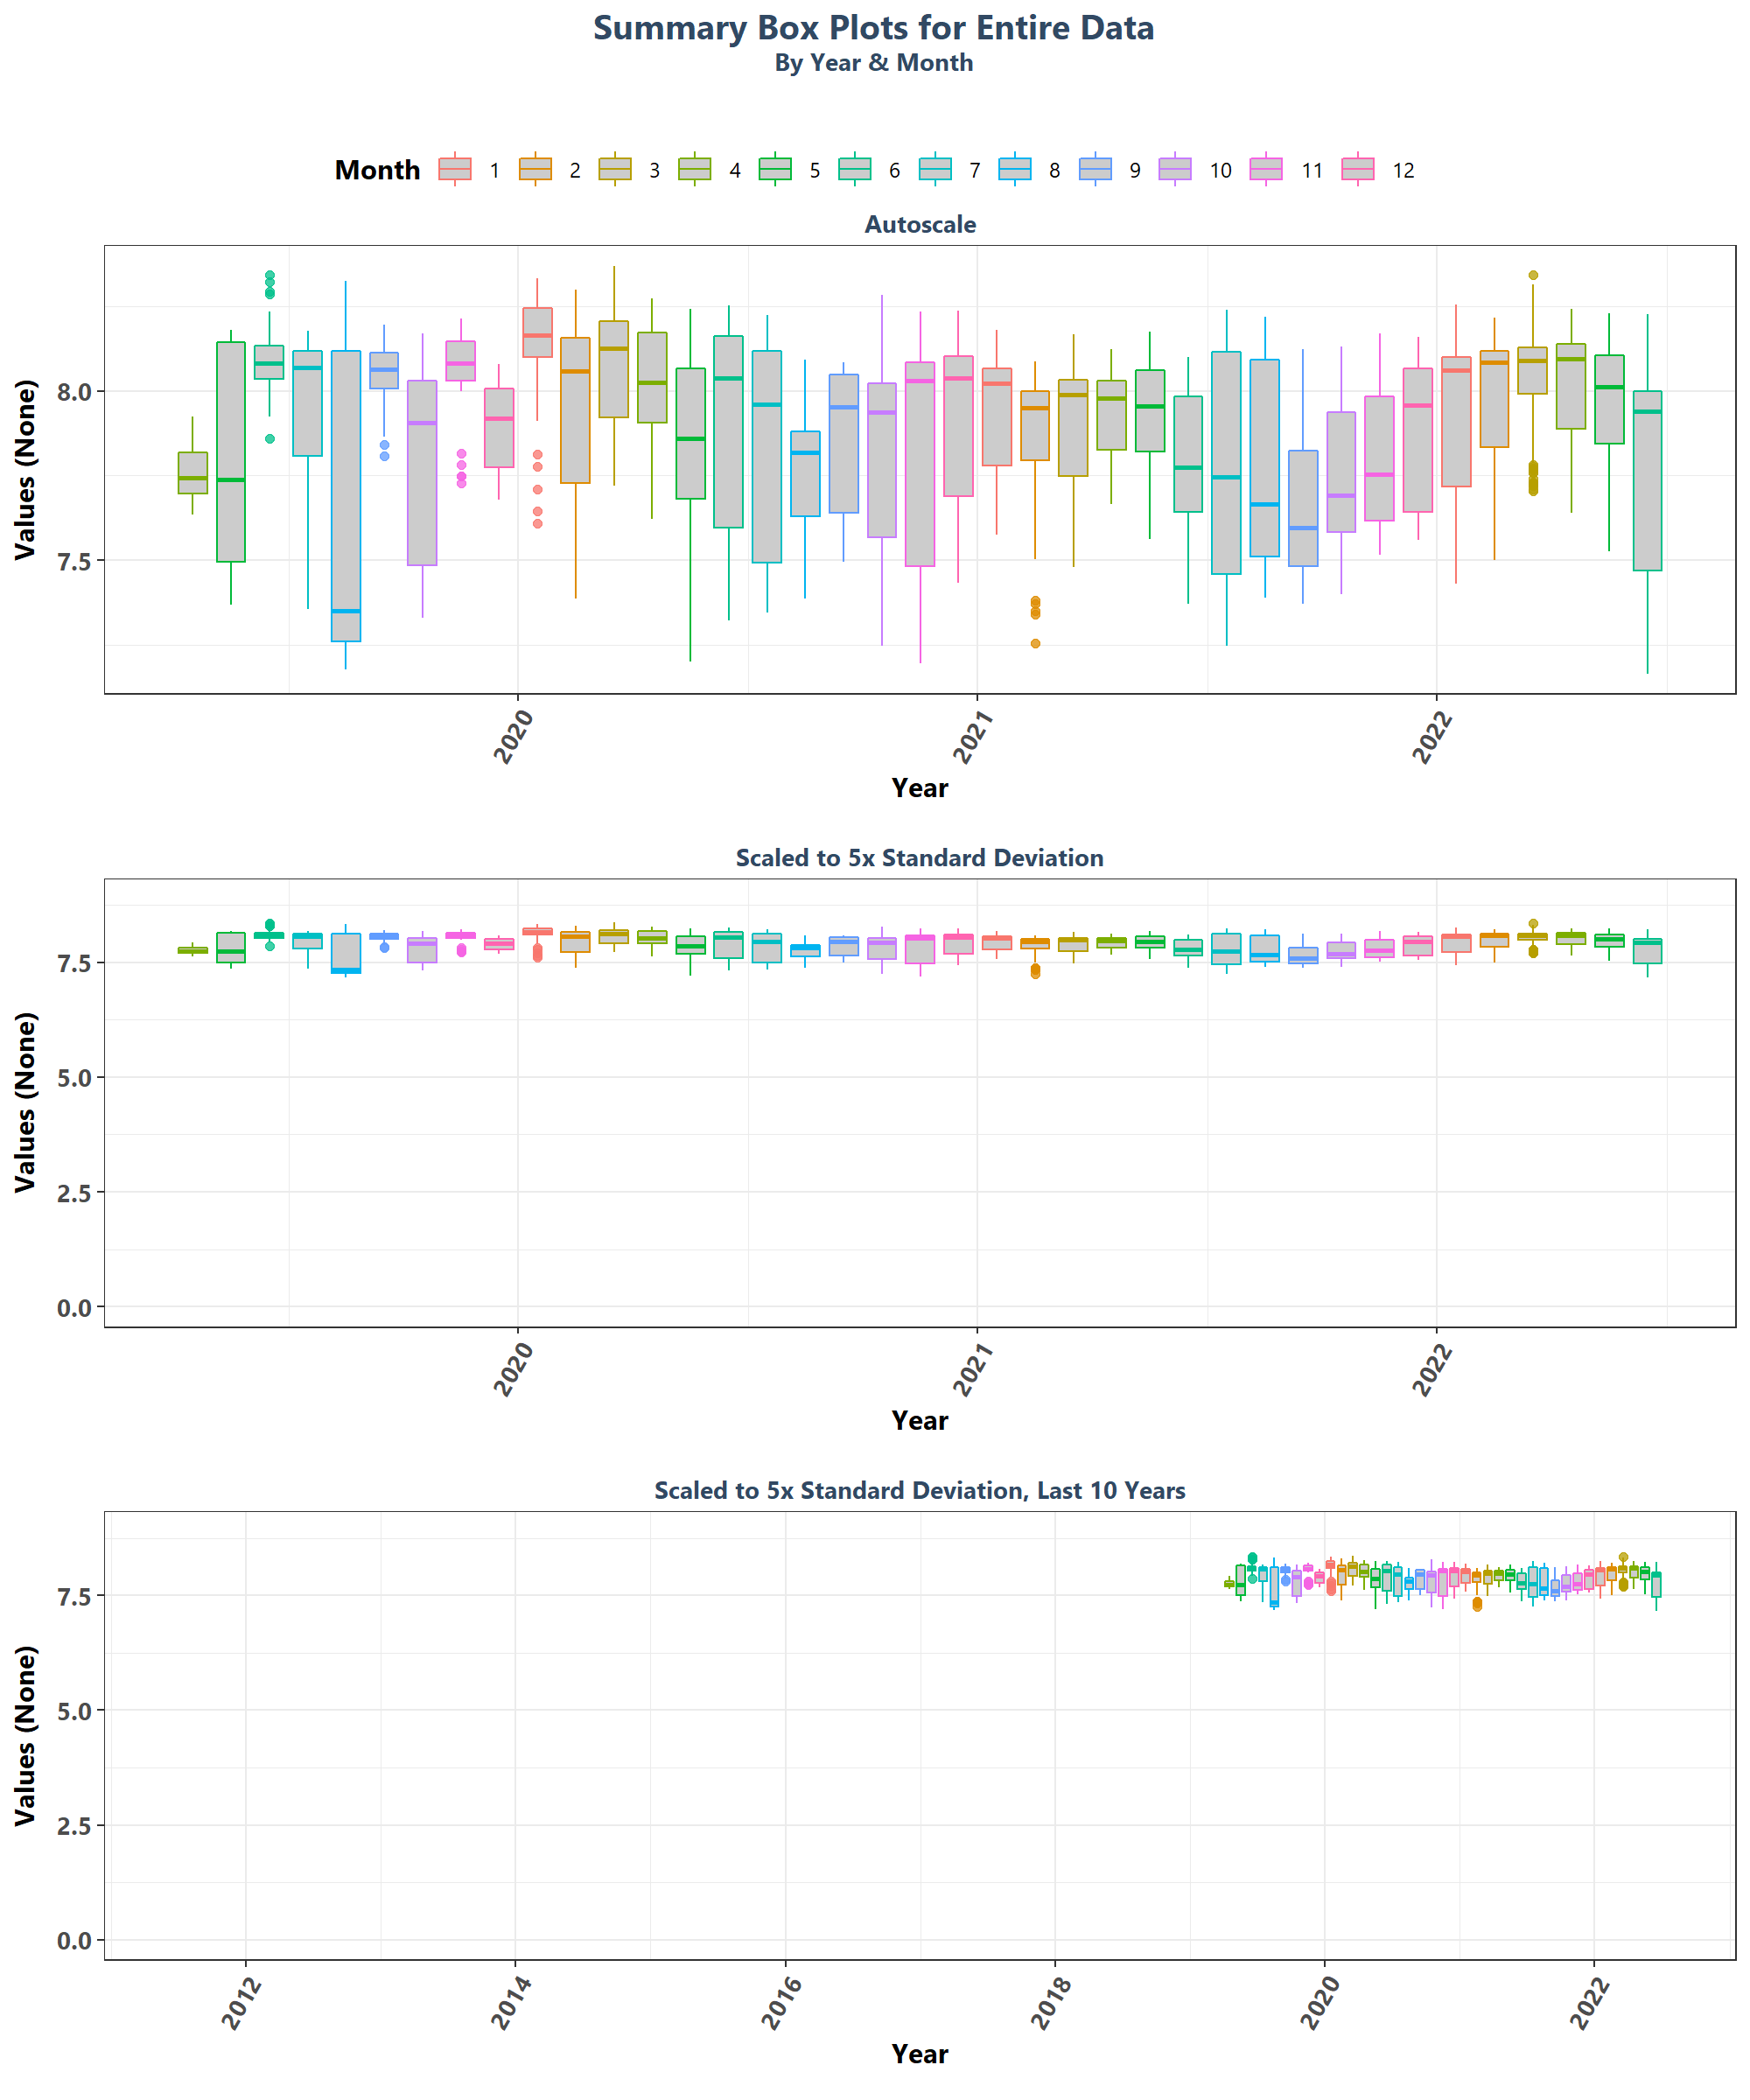 Summary Box Plots for Entire Data
By Year & Month
Month 1 2 3 4 5 6 7 8 9 10 11 12
Autoscale
Values (None)
8.0
7.5
2020 2021 2022
Year
Scaled to 5x Standard Deviation
Values (None)
7.5
5.0
2.5
0.0
2020 2021 2022
Year
Scaled to 5x Standard Deviation, Last 10 Years
Values (None)
7.5
5.0
2.5
0.0
2012 2014 2016 2018 2020 2022
Year